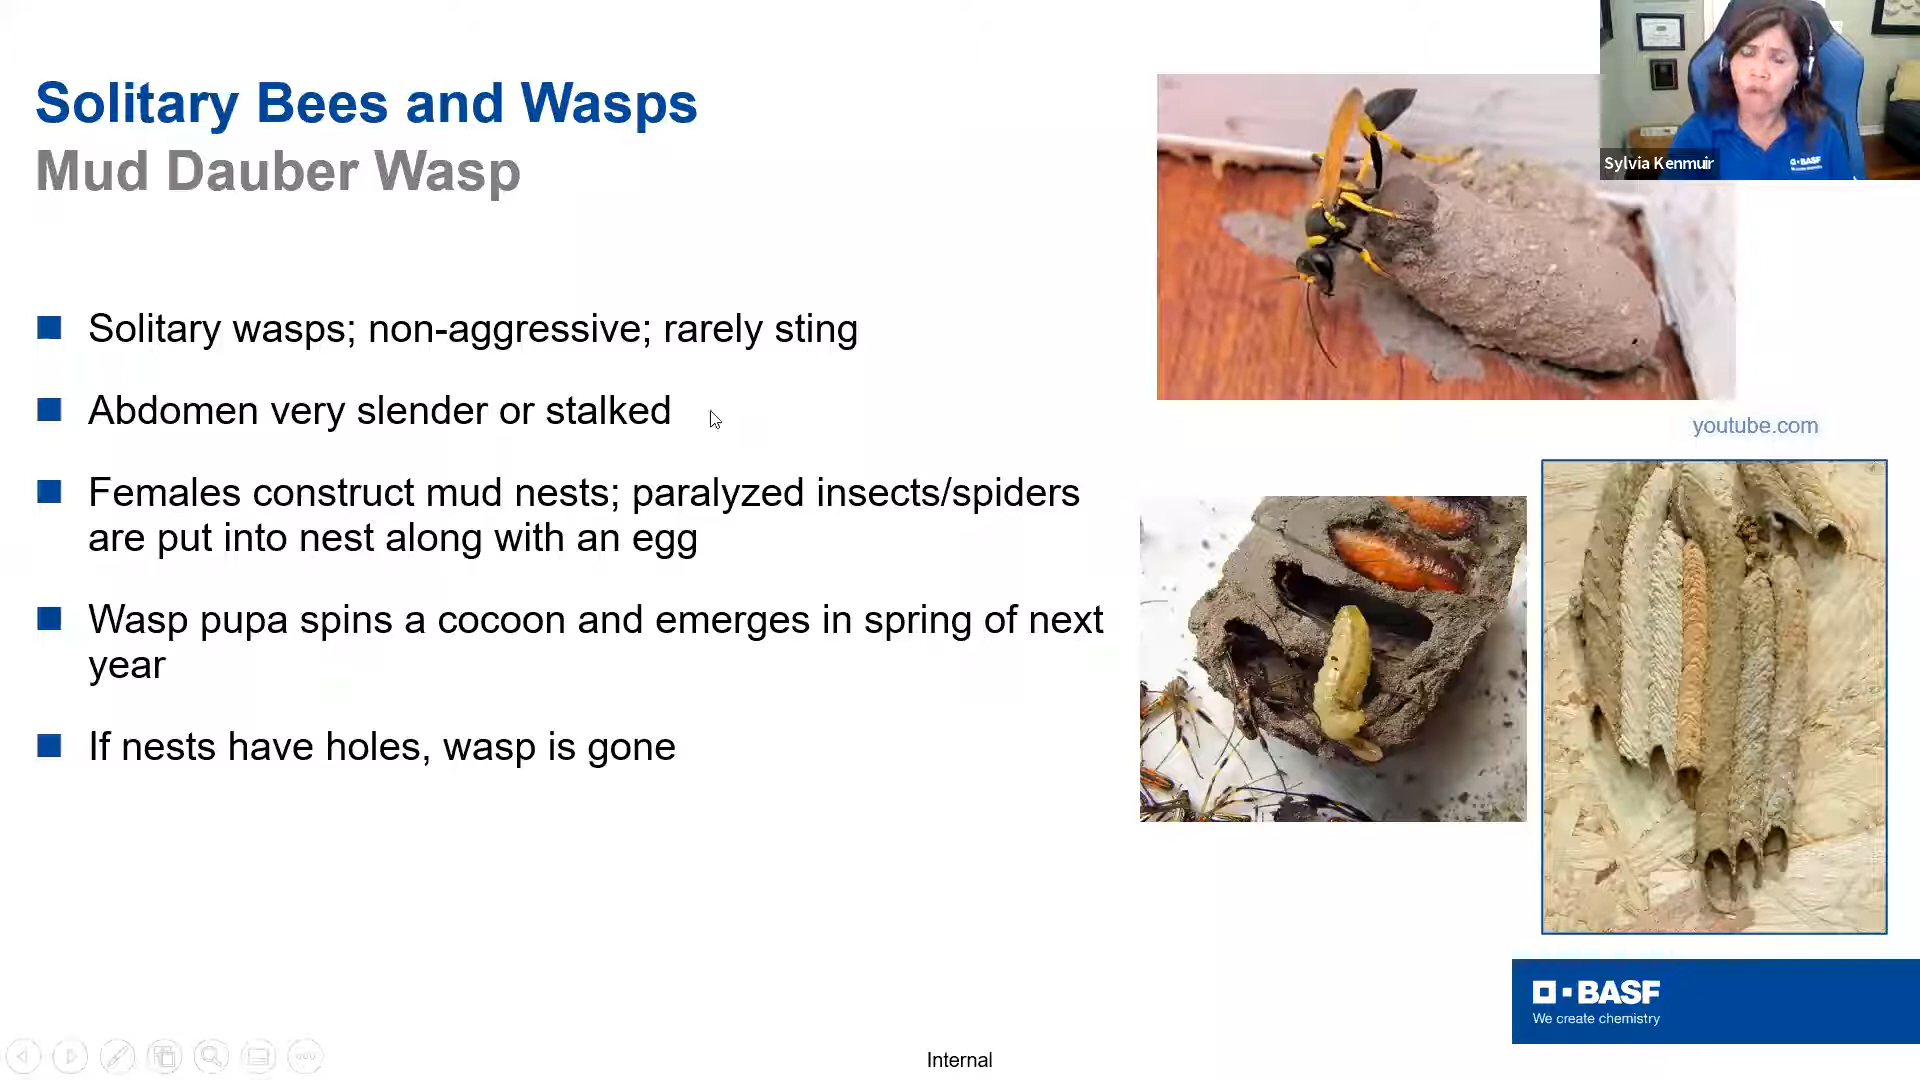 Solitary Bees and Wasps
Mud Dauber Wasp
Solitary wasps; non-aggressive; rarely sting
Abdomen very slender or stalked
Females construct mud nests; paralyzed insects/spiders
are put into nest along with an egg
Wasp pupa spins a cocoon and emerges in spring of next
year
If nests have holes, wasp is gone
BASF
Sylvia Kenmuir
youtube.com
BASF
We create chemistry
Internal